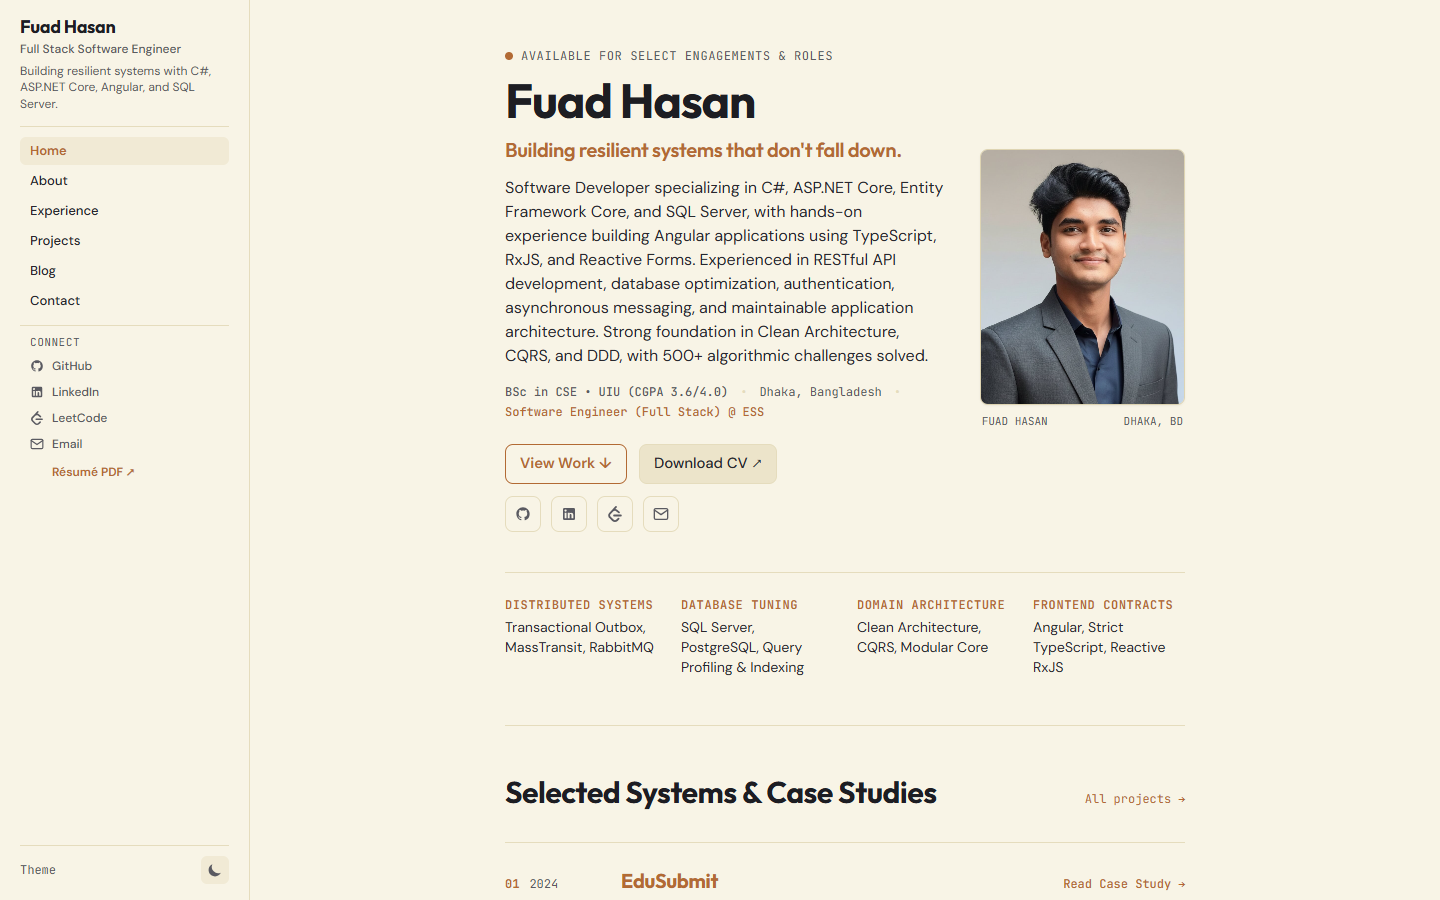 Fuad Hasan
Full Stack Software Engineer
Building resilient systems with C#,
ASP.NET Core, Angular, and SQL
Server.
Home
About
Experience
Projects
Blog
Contact
CONNECT
GitHub
LinkedIn
LeetCode
Email
Résumé PDF ↗
Theme
AVAILABLE FOR SELECT ENGAGEMENTS & ROLES
Fuad Hasan
Building resilient systems that don't fall down.
Software Developer specializing in C#, ASP.NET Core, Entity
Framework Core, and SQL Server, with hands-on
experience building Angular applications using TypeScript,
RxJS, and Reactive Forms. Experienced in RESTful API
development, database optimization, authentication,
asynchronous messaging, and maintainable application
architecture. Strong foundation in Clean Architecture,
CQRS, and DDD, with 500+ algorithmic challenges solved.
BSc in CSE • UIU (CGPA 3.6/4.0) • Dhaka, Bangladesh •
Software Engineer (Full Stack) @ ESS
View Work ↓
Download CV ↗
FUAD HASAN
DHAKA, BD
DISTRIBUTED SYSTEMS
Transactional Outbox,
MassTransit, RabbitMQ
DATABASE TUNING
SQL Server,
PostgreSQL, Query
Profiling & Indexing
DOMAIN ARCHITECTURE
Clean Architecture,
CQRS, Modular Core
FRONTEND CONTRACTS
Angular, Strict
TypeScript, Reactive
RxJS
Selected Systems & Case Studies
All projects →
01 2024
EduSubmit
Read Case Study →